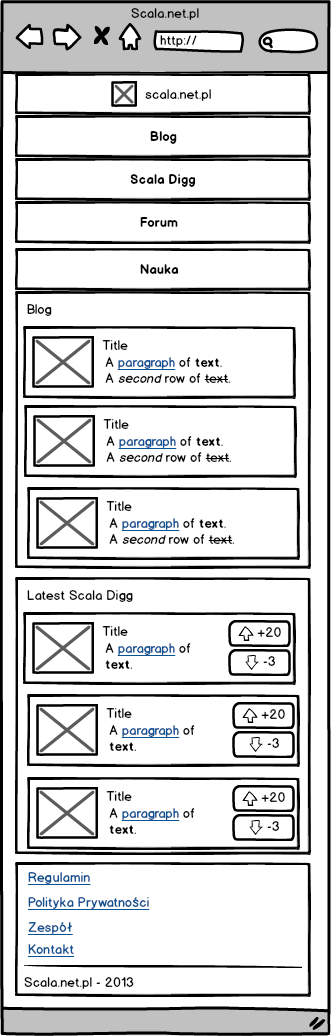 Scala.net.pl
http://
scala.net.pl
Blog
Scala Digg
Forum
Nauka
Blog
Title
A paragraph of text.
A second row of text.
Title
A paragraph of text.
A second row of text.
Title
A paragraph of text.
A second row of text.
Latest Scala Digg
Title
A paragraph of
text.
+20
-3
Title
A paragraph of
text.
+20
-3
Title
A paragraph of
text.
+20
-3
Regulamin
Polityka Prywatności
Zespół
Kontakt
Scala.net.pl - 2013